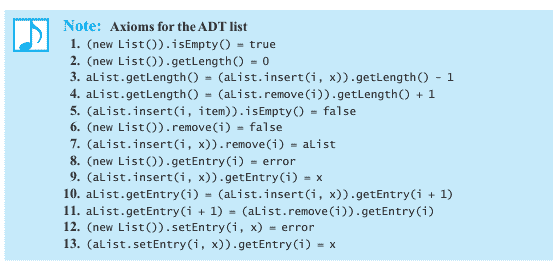 Note: Axioms for the ADT list
1. (new List()).isEmpty() = true
2. (new List()).getLength() = 0
3. aList.getLength() = (aList.insert(i, x)).getLength() - 1
4. aList.getLength() = (aList.remove(i)).getLength() + 1
5. (aList.insert(i, item)).isEmpty() = false
6. (new List()).remove(i) = false
7. (aList.insert(i, x)).remove(i) = aList
8. (new List()).getEntry(i) = error
9. (aList.insert(i, x)).getEntry(i) = x
10. aList.getEntry(i) = (aList.insert(i, x)).getEntry(i + 1)
11. aList.getEntry(i + 1) = (aList.remove(i)).getEntry(i)
12. (new List()).setEntry(i, x) = error
13. (aList.setEntry(i, x)).getEntry(i) = x